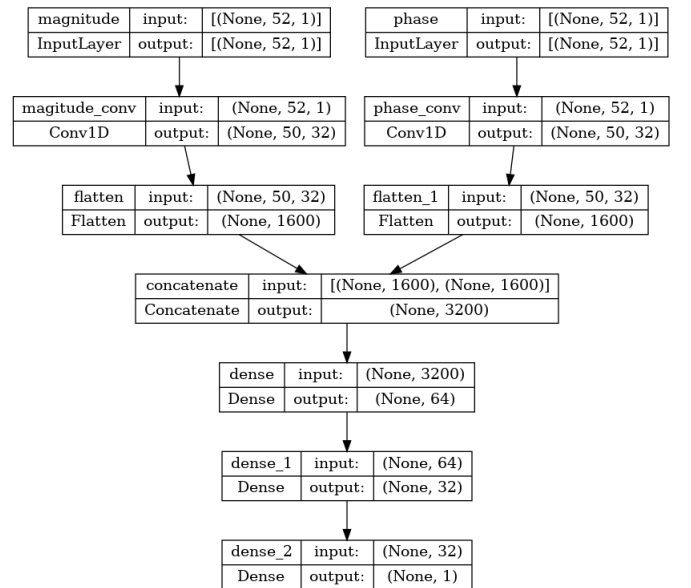 magnitude input: [(None, 52, 1)]
InputLayer output: [(None, 52, 1)]
phase input: [(None, 52, 1)]
InputLayer output: [(None, 52, 1)]
magitude_conv input: (None, 52, 1)
Conv1D output: (None, 50, 32)
phase_conv input: (None, 52, 1)
Conv1D output: (None, 50, 32)
flatten input: (None, 50, 32)
Flatten output: (None, 1600)
flatten_1 input: (None, 50, 32)
Flatten output: (None, 1600)
concatenate input: [(None, 1600), (None, 1600)]
Concatenate output: (None, 3200)
dense input: (None, 3200)
Dense output: (None, 64)
dense_1 input: (None, 64)
Dense output: (None, 32)
dense_2 input: (None, 32)
Dense output: (None, 1)